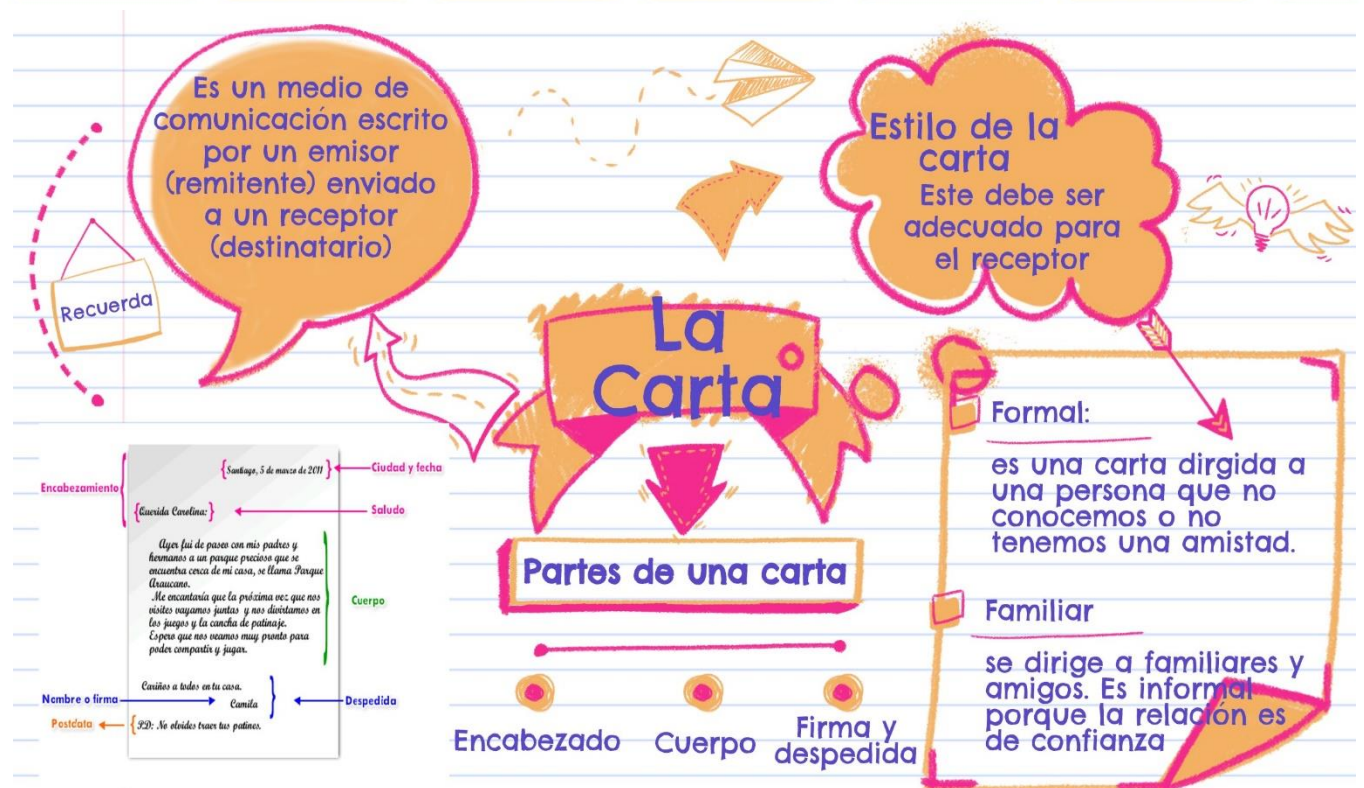 Es un medio de
comunicación escrito
por un emisor
(remitente) enviado
a un receptor
(destinatario)
Recuerda
Estilo de la
carta
Este debe ser
adecuado para
el receptor
La
Carta
Formal:
es una carta dirgida a
una persona que no
conocemos o no
tenemos una amistad.
Familiar
se dirige a familiares y
amigos. Es informal
porque la relación es
de confianza
Partes de una carta
Encabezado
Cuerpo
Firma y
despedida
Santiago, 5 de marzo de 2011
Ciudad y fecha
Encabezamiento
Querida Carolina:
Saludo
Ayer fui de paseo con mis padres y
hermanos a un parque precioso que se
encuentra cerca de mi casa, se llama Parque
Araucano.
Me encantaría que la próxima vez que nos
visites vayamos juntas y nos divirtamos en
los juegos y la cancha de patinaje.
Espero que nos veamos muy pronto para
poder compartir y jugar.
Cuerpo
Cariños a todos en tu casa.
Nombre o firma
Camila
Despedida
Postdata
P.D: No olvides traer tus patines.